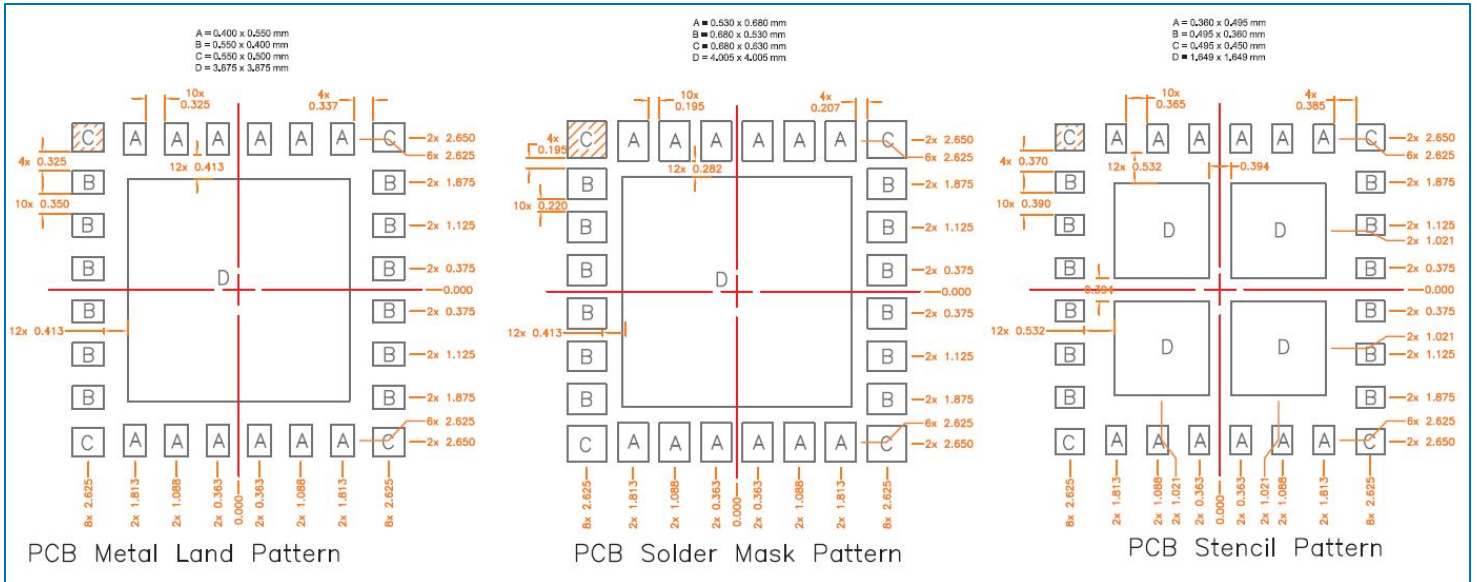 A = 0.400 x 0.550 mm
B = 0.550 x 0.400 mm
C = 0.550 x 0.500 mm
D = 3.675 x 3.875 mm
10x
0.325
4x
0.337
C A A A A A A C
2x 2.650
6x 2.625
4x 0.325
12x 0.413
B B
2x 1.875
10x 0.350
B B
2x 1.125
B D B
2x 0.375
0.000
B B
2x 0.375
12x 0.413
B B
2x 1.125
B B
2x 1.875
6x 2.625
C A A A A A A C
2x 2.650
8x 2.625
2x 1.813
2x 1.088
2x 0.363
0.000
2x 0.363
2x 1.088
2x 1.813
8x 2.625
PCB Metal Land Pattern
A = 0.530 x 0.680 mm
B = 0.680 x 0.530 mm
C = 0.680 x 0.630 mm
D = 4.005 x 4.005 mm
10x
0.195
4x
0.207
4x
0.195
C A A A A A A C
2x 2.650
6x 2.625
12x 0.282
B B
2x 1.875
10x 0.220
B B
2x 1.125
B D B
2x 0.375
0.000
B B
2x 0.375
12x 0.413
B B
2x 1.125
B B
2x 1.875
6x 2.625
C A A A A A A C
2x 2.650
8x 2.625
2x 1.813
2x 1.088
2x 0.363
0.000
2x 0.363
2x 1.088
2x 1.813
8x 2.625
PCB Solder Mask Pattern
A = 0.360 x 0.495 mm
B = 0.495 x 0.360 mm
C = 0.495 x 0.450 mm
D = 1.649 x 1.649 mm
10x
0.365
4x
0.385
C A A A A A A C
2x 2.650
6x 2.625
4x 0.370
12x 0.532
0.394
B B
2x 1.875
10x 0.390
B D D B
2x 1.125
2x 1.021
B B
2x 0.375
0.394
0.000
B B
2x 0.375
12x 0.532
2x 1.021
B D D B
2x 1.125
B B
2x 1.875
6x 2.625
C A A A A A A C
2x 2.650
8x 2.625
2x 1.813
2x 1.088
2x 1.021
2x 0.363
0.000
2x 0.363
2x 1.021
2x 1.088
2x 1.813
8x 2.625
PCB Stencil Pattern